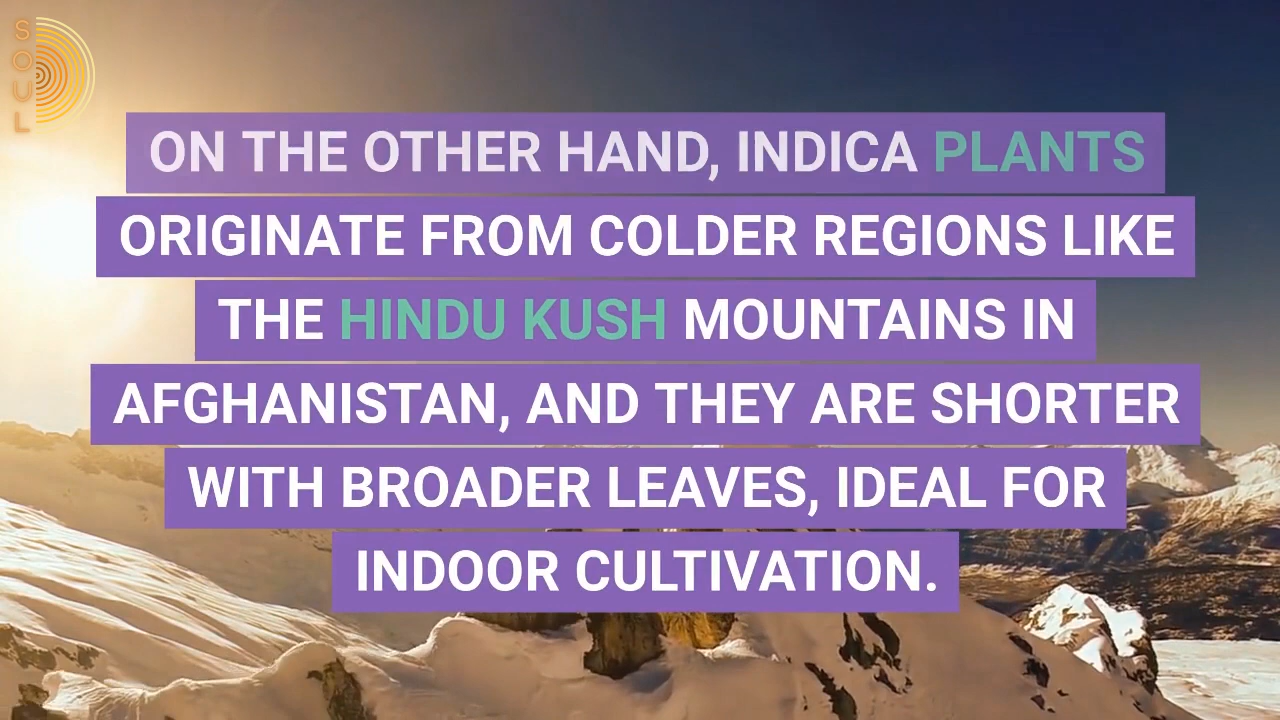 SOUL
ON THE OTHER HAND, INDICA PLANTS
ORIGINATE FROM COLDER REGIONS LIKE
THE HINDU KUSH MOUNTAINS IN
AFGHANISTAN, AND THEY ARE SHORTER
WITH BROADER LEAVES, IDEAL FOR
INDOOR CULTIVATION.